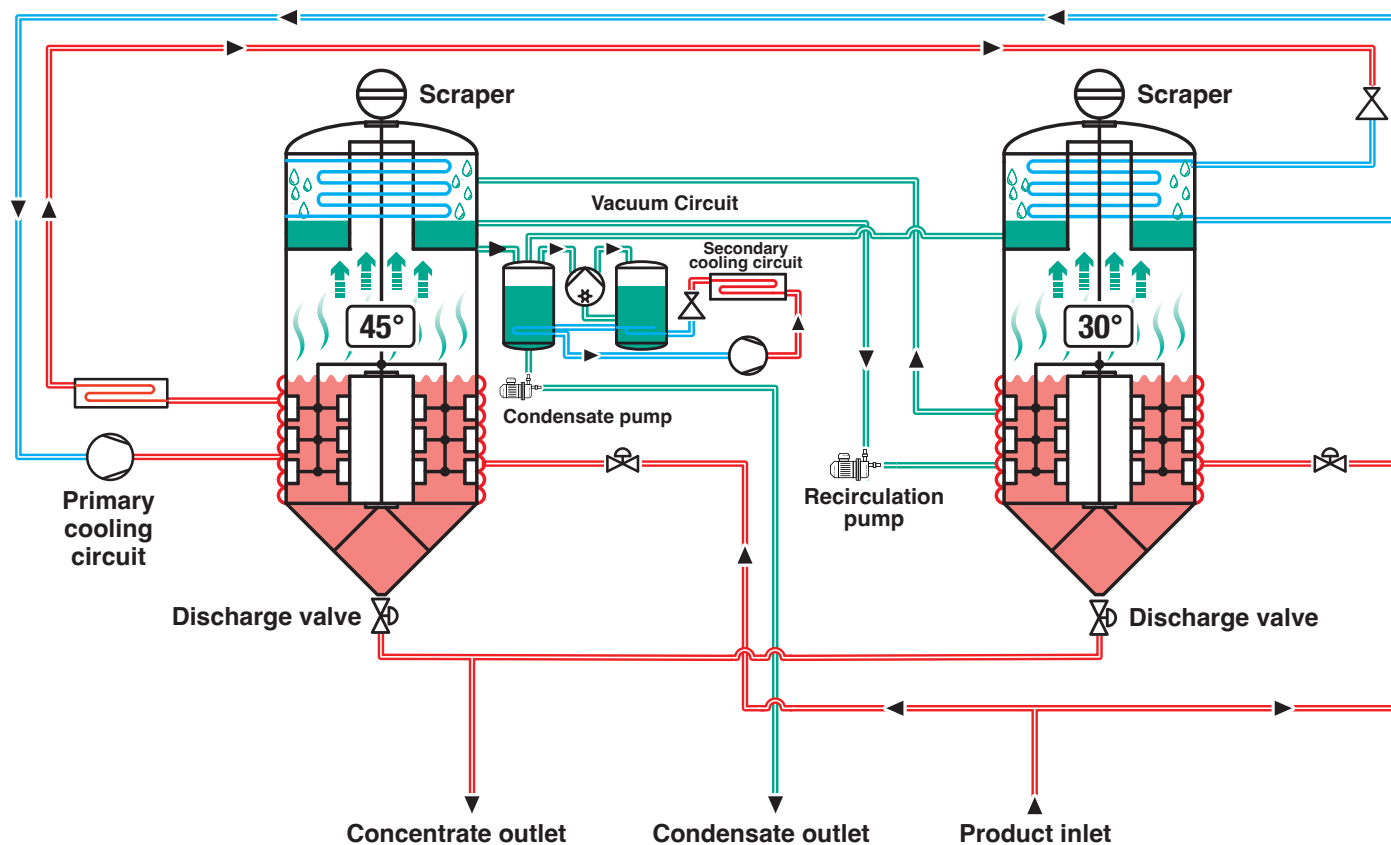 Scraper
Scraper
Vacuum Circuit
Secondary
cooling circuit
45°
30°
Condensate pump
Primary
cooling
circuit
Recirculation
pump
Discharge valve
Discharge valve
Concentrate outlet
Condensate outlet
Product inlet